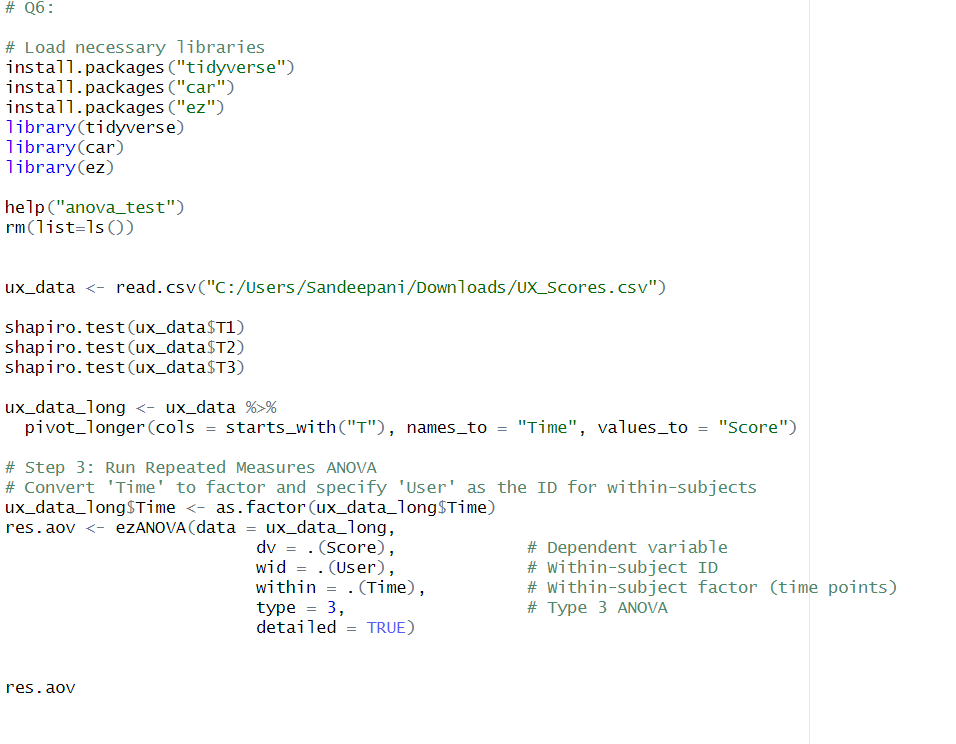 # Q6:
# Load necessary libraries
install.packages("tidyverse")
install.packages("car")
install.packages("ez")
library(tidyverse)
library(car)
library(ez)
help("anova_test")
rm(list=ls())
ux_data <- read.csv("C:/Users/Sandeepani/Downloads/UX_Scores.csv")
shapiro.test(ux_data$T1)
shapiro.test(ux_data$T2)
shapiro.test(ux_data$T3)
ux_data_long <- ux_data %>%
  pivot_longer(cols = starts_with("T"), names_to = "Time", values_to = "Score")
# Step 3: Run Repeated Measures ANOVA
# Convert 'Time' to factor and specify 'User' as the ID for within-subjects
ux_data_long$Time <- as.factor(ux_data_long$Time)
res.aov <- ezANOVA(data = ux_data_long,
                         dv = .(Score),             # Dependent variable
                         wid = .(User),             # Within-subject ID
                         within = .(Time),          # Within-subject factor (time points)
                         type = 3,                  # Type 3 ANOVA
                         detailed = TRUE)
res.aov